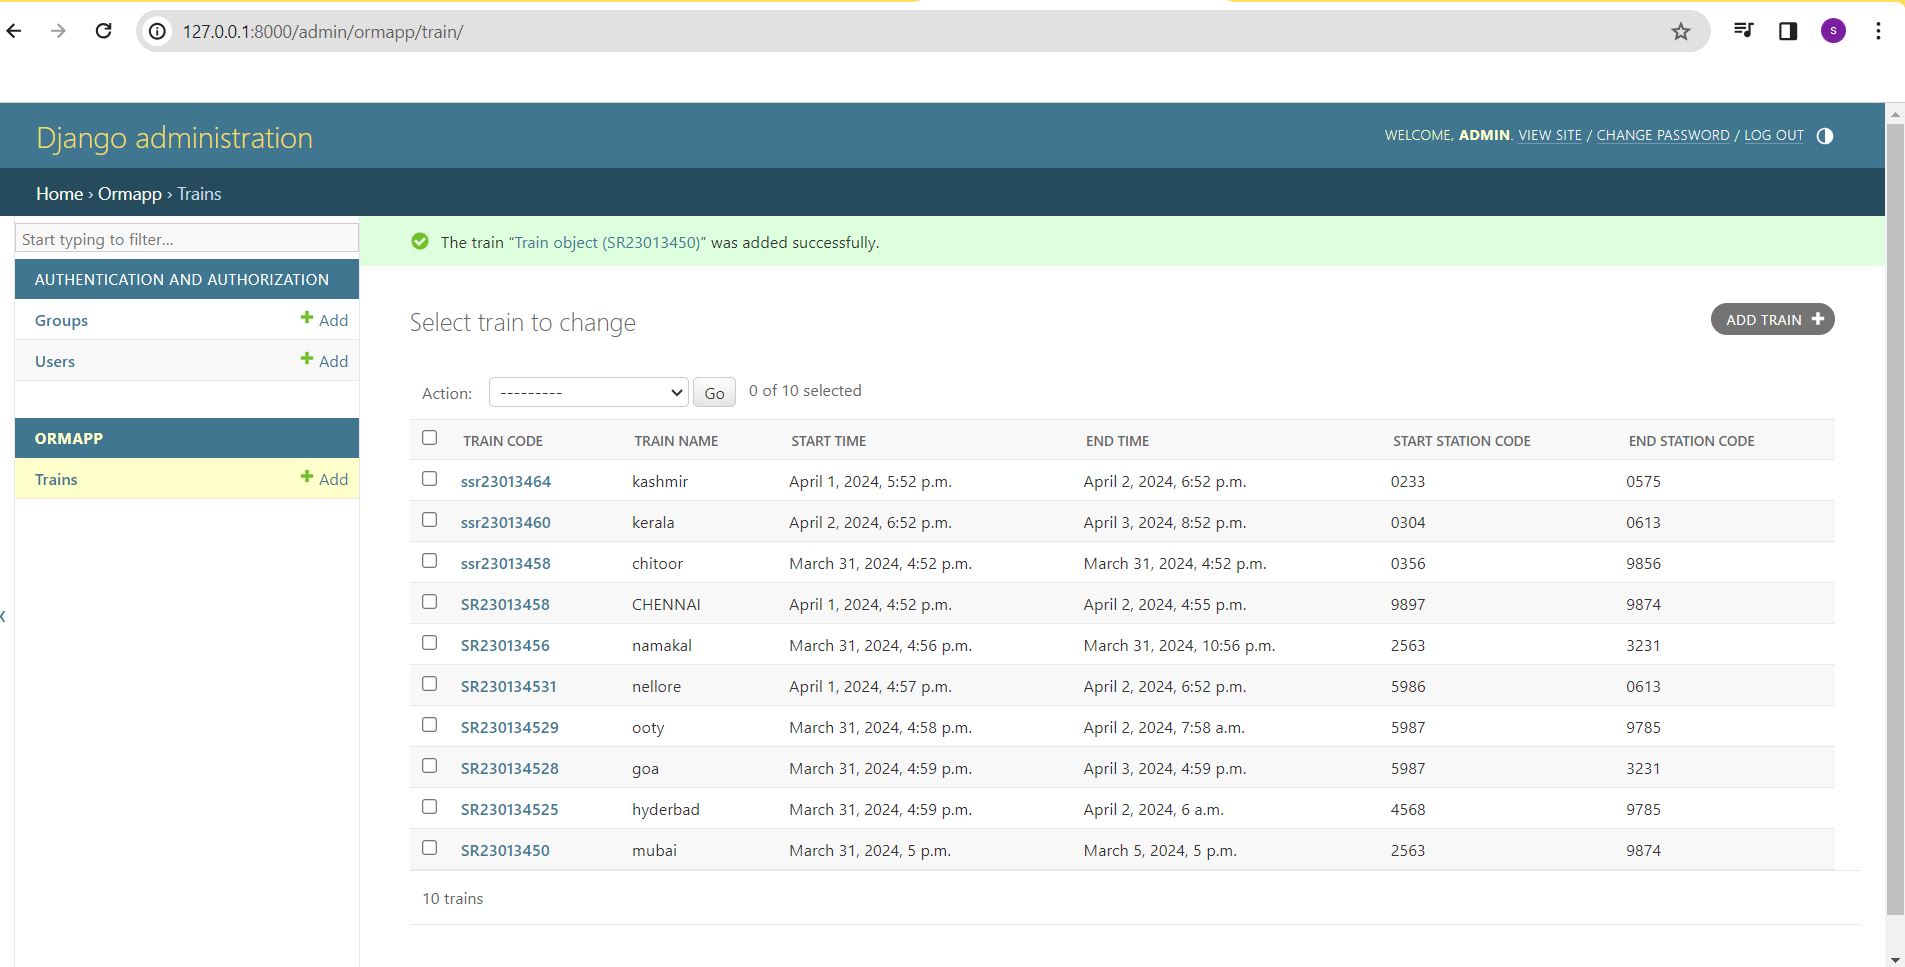 127.0.0.1:8000/admin/ormapp/train/
S
Django administration
WELCOME, ADMIN. VIEW SITE / CHANGE PASSWORD / LOG OUT
Home › Ormapp › Trains
Start typing to filter...
AUTHENTICATION AND AUTHORIZATION
Groups + Add
Users + Add
ORMAPP
Trains + Add
The train “Train object (SR23013450)” was added successfully.
Select train to change
ADD TRAIN +
Action: --------- Go 0 of 10 selected
TRAIN CODE TRAIN NAME START TIME END TIME START STATION CODE END STATION CODE
ssr23013464 kashmir April 1, 2024, 5:52 p.m. April 2, 2024, 6:52 p.m. 0233 0575
ssr23013460 kerala April 2, 2024, 6:52 p.m. April 3, 2024, 8:52 p.m. 0304 0613
ssr23013458 chitoor March 31, 2024, 4:52 p.m. March 31, 2024, 4:52 p.m. 0356 9856
SR23013458 CHENNAI April 1, 2024, 4:52 p.m. April 2, 2024, 4:55 p.m. 9897 9874
SR23013456 namakal March 31, 2024, 4:56 p.m. March 31, 2024, 10:56 p.m. 2563 3231
SR230134531 nellore April 1, 2024, 4:57 p.m. April 2, 2024, 6:52 p.m. 5986 0613
SR230134529 ooty March 31, 2024, 4:58 p.m. April 2, 2024, 7:58 a.m. 5987 9785
SR230134528 goa March 31, 2024, 4:59 p.m. April 3, 2024, 4:59 p.m. 5987 3231
SR230134525 hyderbad March 31, 2024, 4:59 p.m. April 2, 2024, 6 a.m. 4568 9785
SR23013450 mubai March 31, 2024, 5 p.m. March 5, 2024, 5 p.m. 2563 9874
10 trains